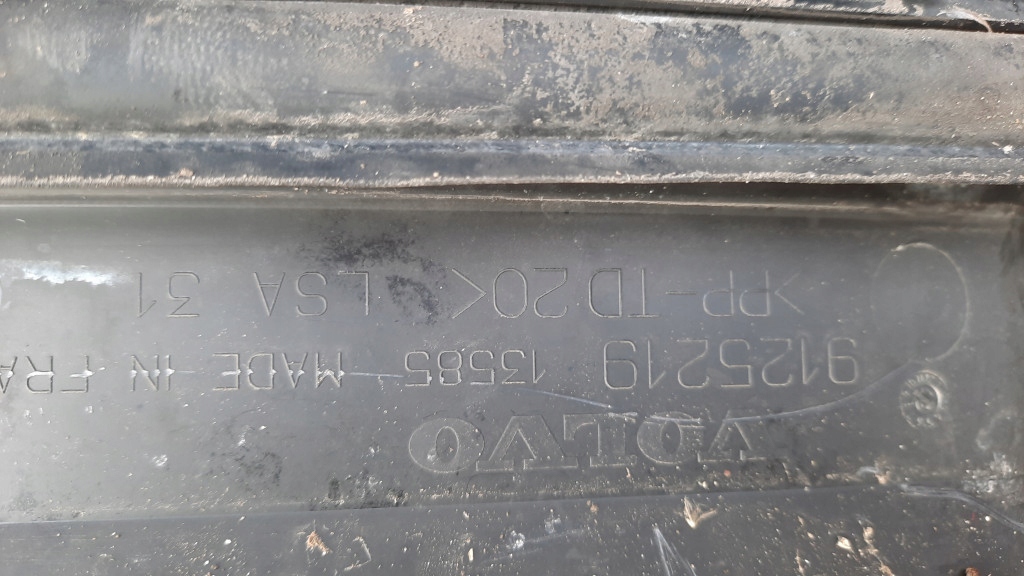 VOLVO
9125219 13585 MADE IN FRA
>PP-TD20< LSA 31